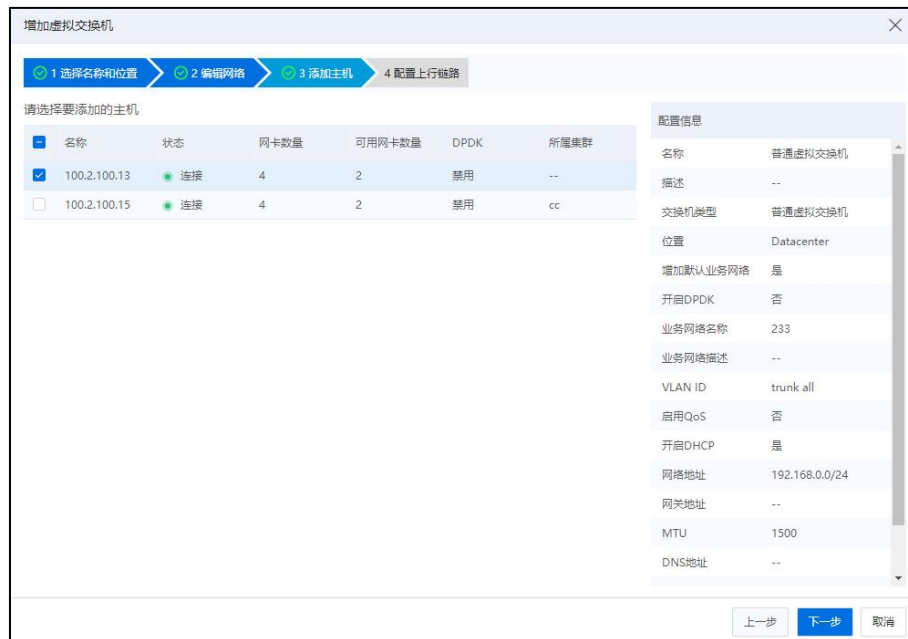 增加虚拟交换机
1 选择名称和位置 2 编辑网络 3 添加主机 4 配置上行链路
请选择要添加的主机
名称 状态 网卡数量 可用网卡数量 DPDK 所属集群
100.2.100.13 连接 4 2 禁用 --
100.2.100.15 连接 4 2 禁用 cc
配置信息
名称 普通虚拟交换机
描述 --
交换机类型 普通虚拟交换机
位置 Datacenter
增加默认业务网络 是
开启DPDK 否
业务网络名称 233
业务网络描述 --
VLAN ID trunk all
启用QoS 否
开启DHCP 是
网络地址 192.168.0.0/24
网关地址 --
MTU 1500
DNS地址 --
上一步 下一步 取消